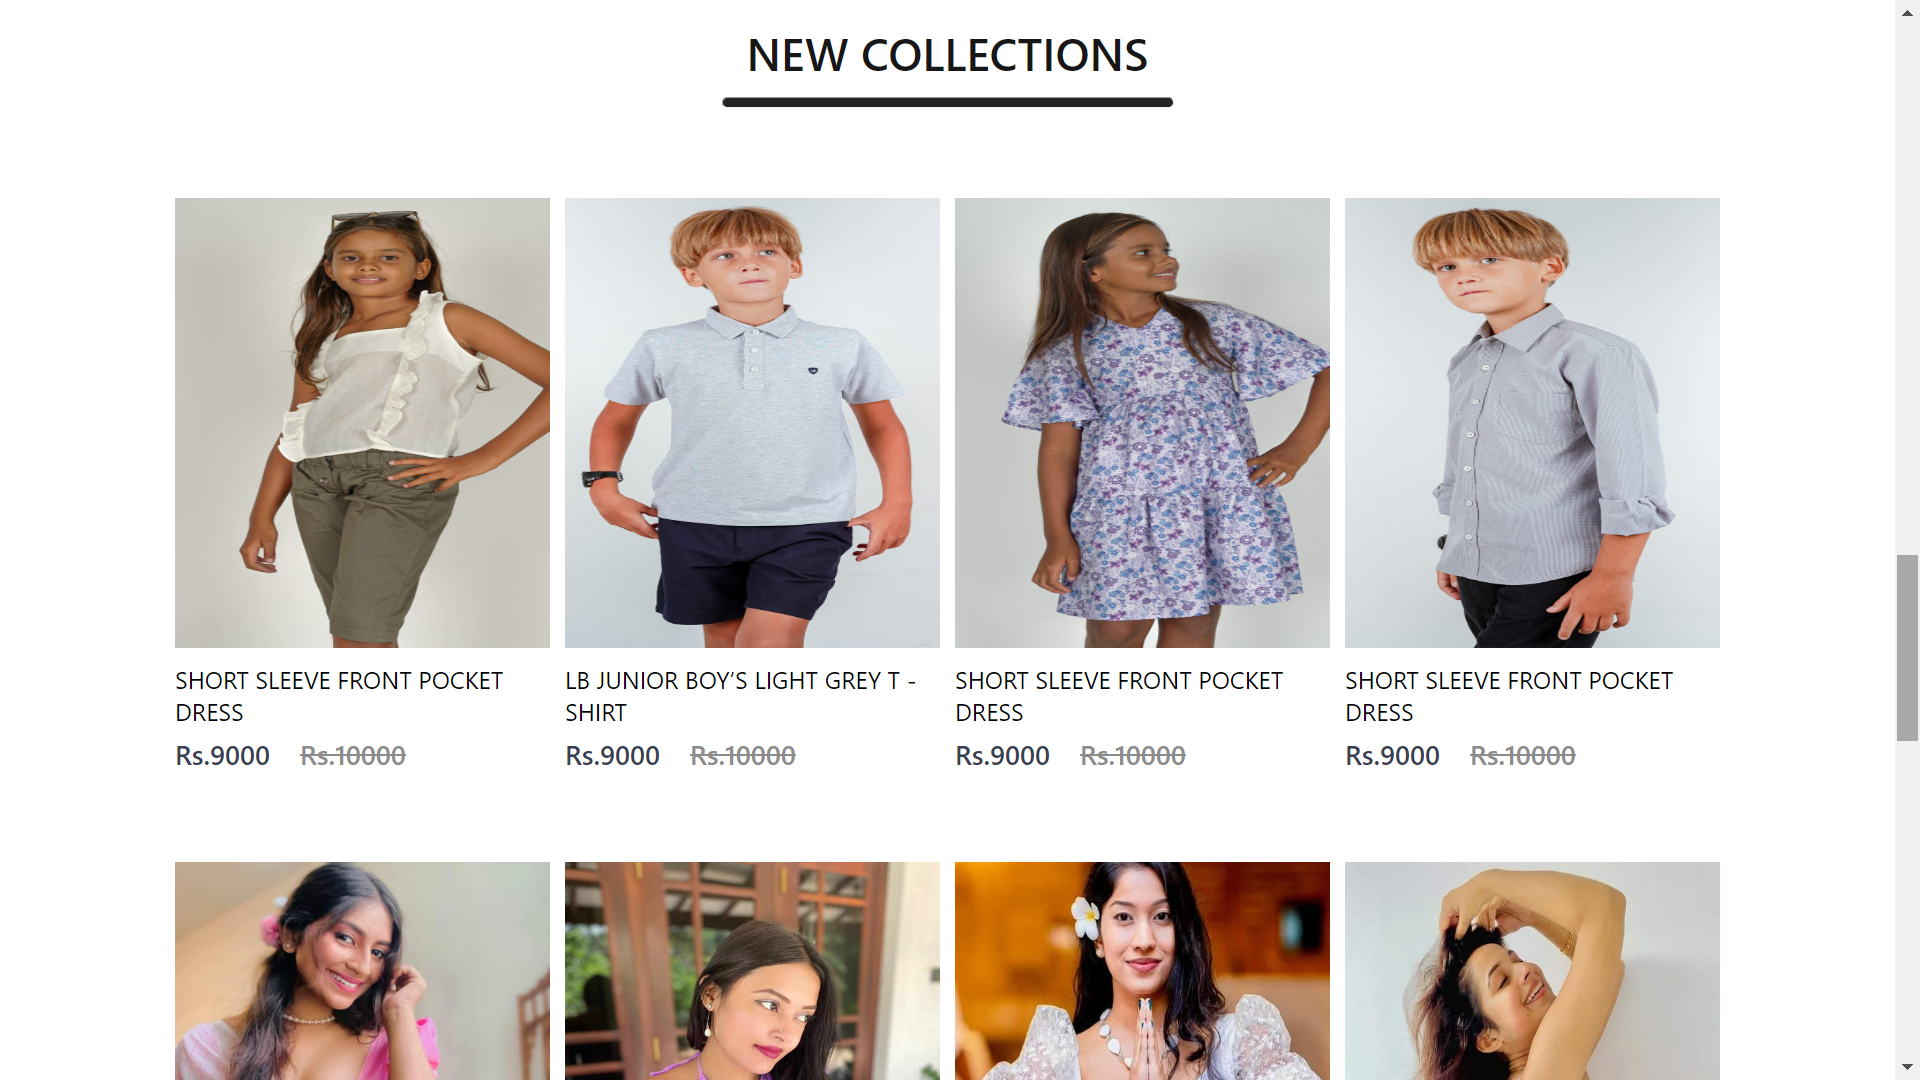 NEW COLLECTIONS
SHORT SLEEVE FRONT POCKET
DRESS
Rs.9000 Rs.10000
LB JUNIOR BOY’S LIGHT GREY T -
SHIRT
Rs.9000 Rs.10000
SHORT SLEEVE FRONT POCKET
DRESS
Rs.9000 Rs.10000
SHORT SLEEVE FRONT POCKET
DRESS
Rs.9000 Rs.10000